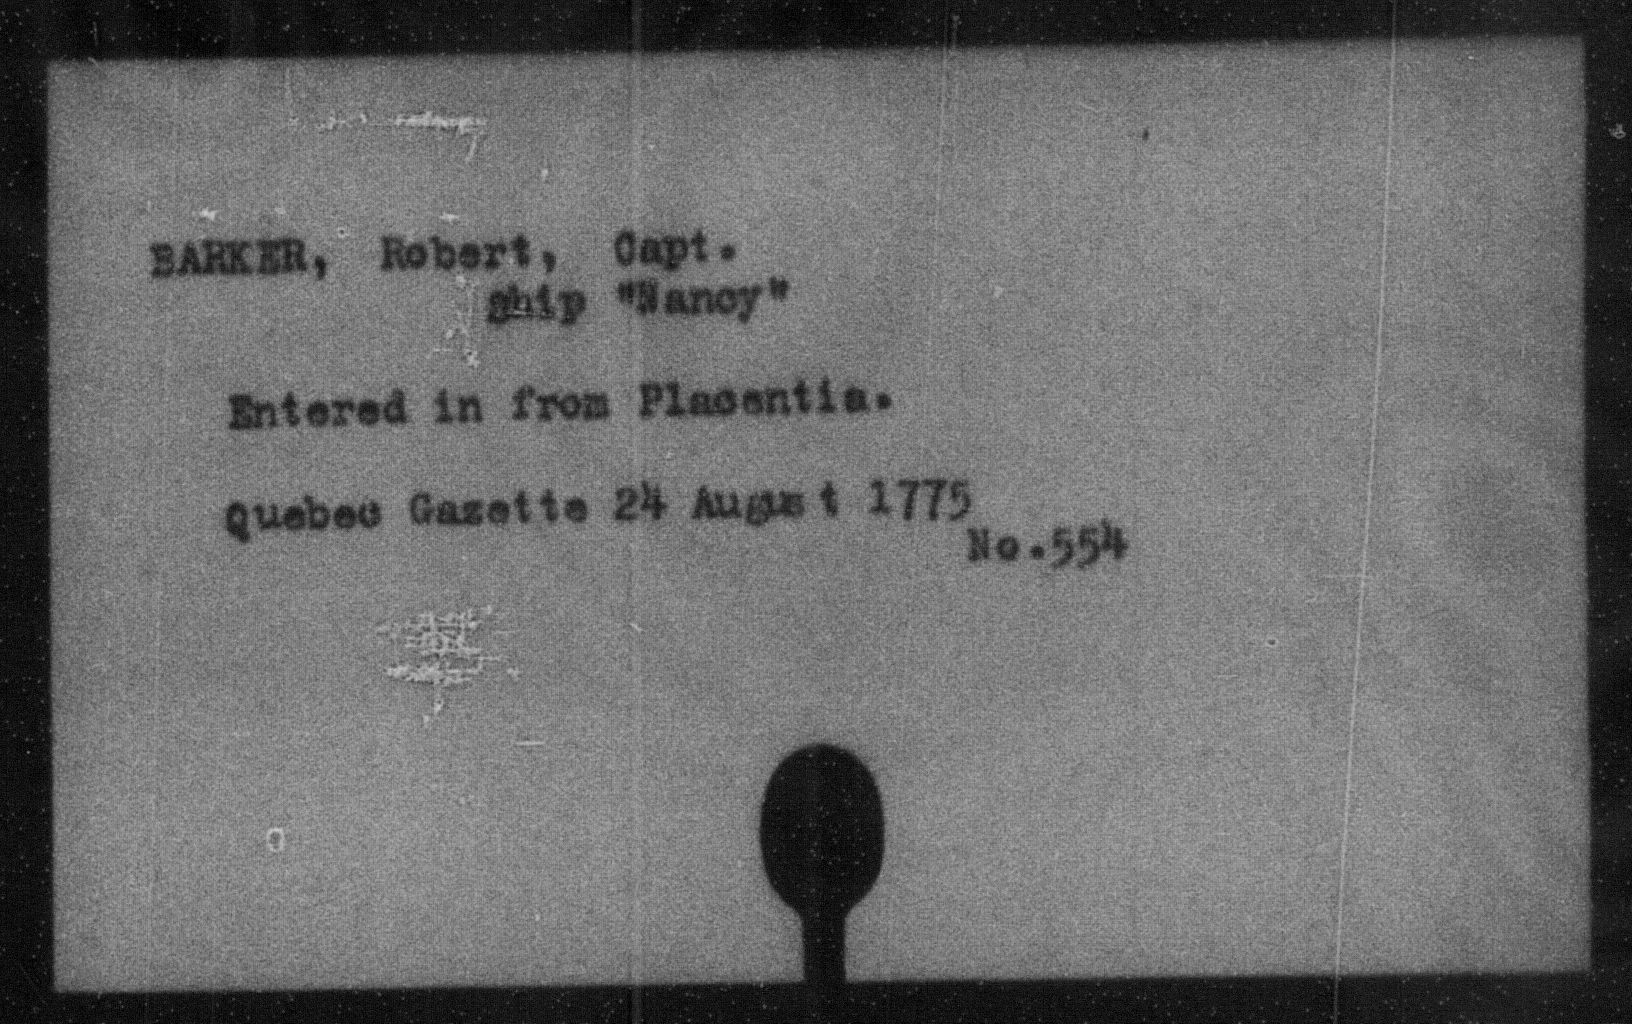 BARKER, Robert, Capt.
ship "Nancy"
Entered in from Placentia.
Quebec Gazette 24 August 1775
No.554